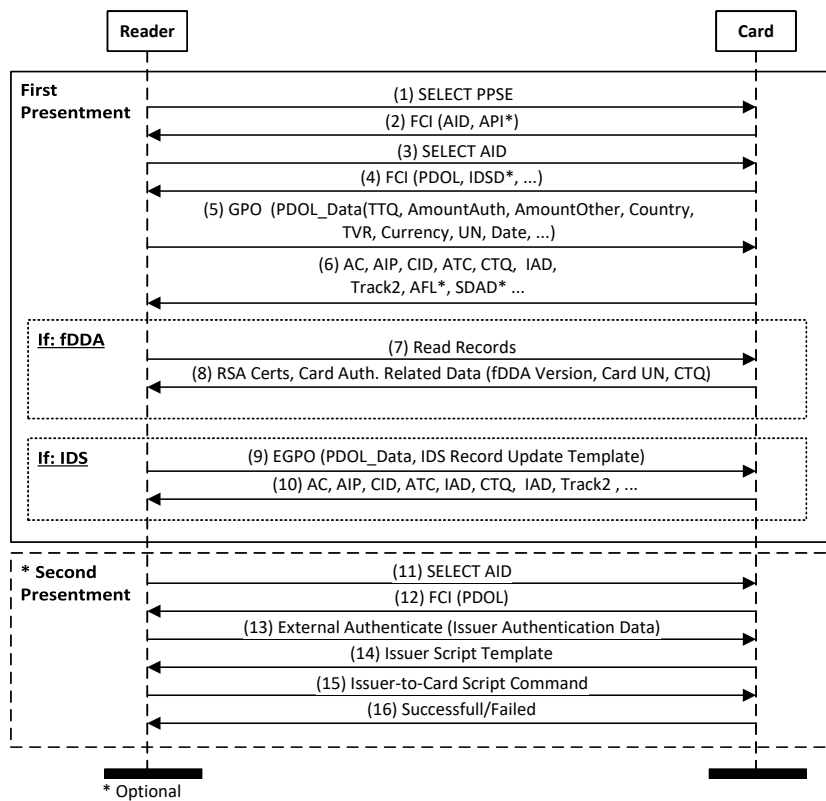 Reader
Card
First
Presentment
(1) SELECT PPSE
(2) FCI (AID, API*)
(3) SELECT AID
(4) FCI (PDOL, IDSD*, ...)
(5) GPO  (PDOL_Data(TTQ, AmountAuth, AmountOther, Country,
TVR, Currency, UN, Date, ...)
(6) AC, AIP, CID, ATC, CTQ,  IAD,
Track2, AFL*, SDAD* ...
If: fDDA
(7) Read Records
(8) RSA Certs, Card Auth. Related Data (fDDA Version, Card UN, CTQ)
If: IDS
(9) EGPO (PDOL_Data, IDS Record Update Template)
(10) AC, AIP, CID, ATC, IAD, CTQ,  IAD, Track2 , ...
* Second
Presentment
(11) SELECT AID
(12) FCI (PDOL)
(13) External Authenticate (Issuer Authentication Data)
(14) Issuer Script Template
(15) Issuer-to-Card Script Command
(16) Successfull/Failed
* Optional